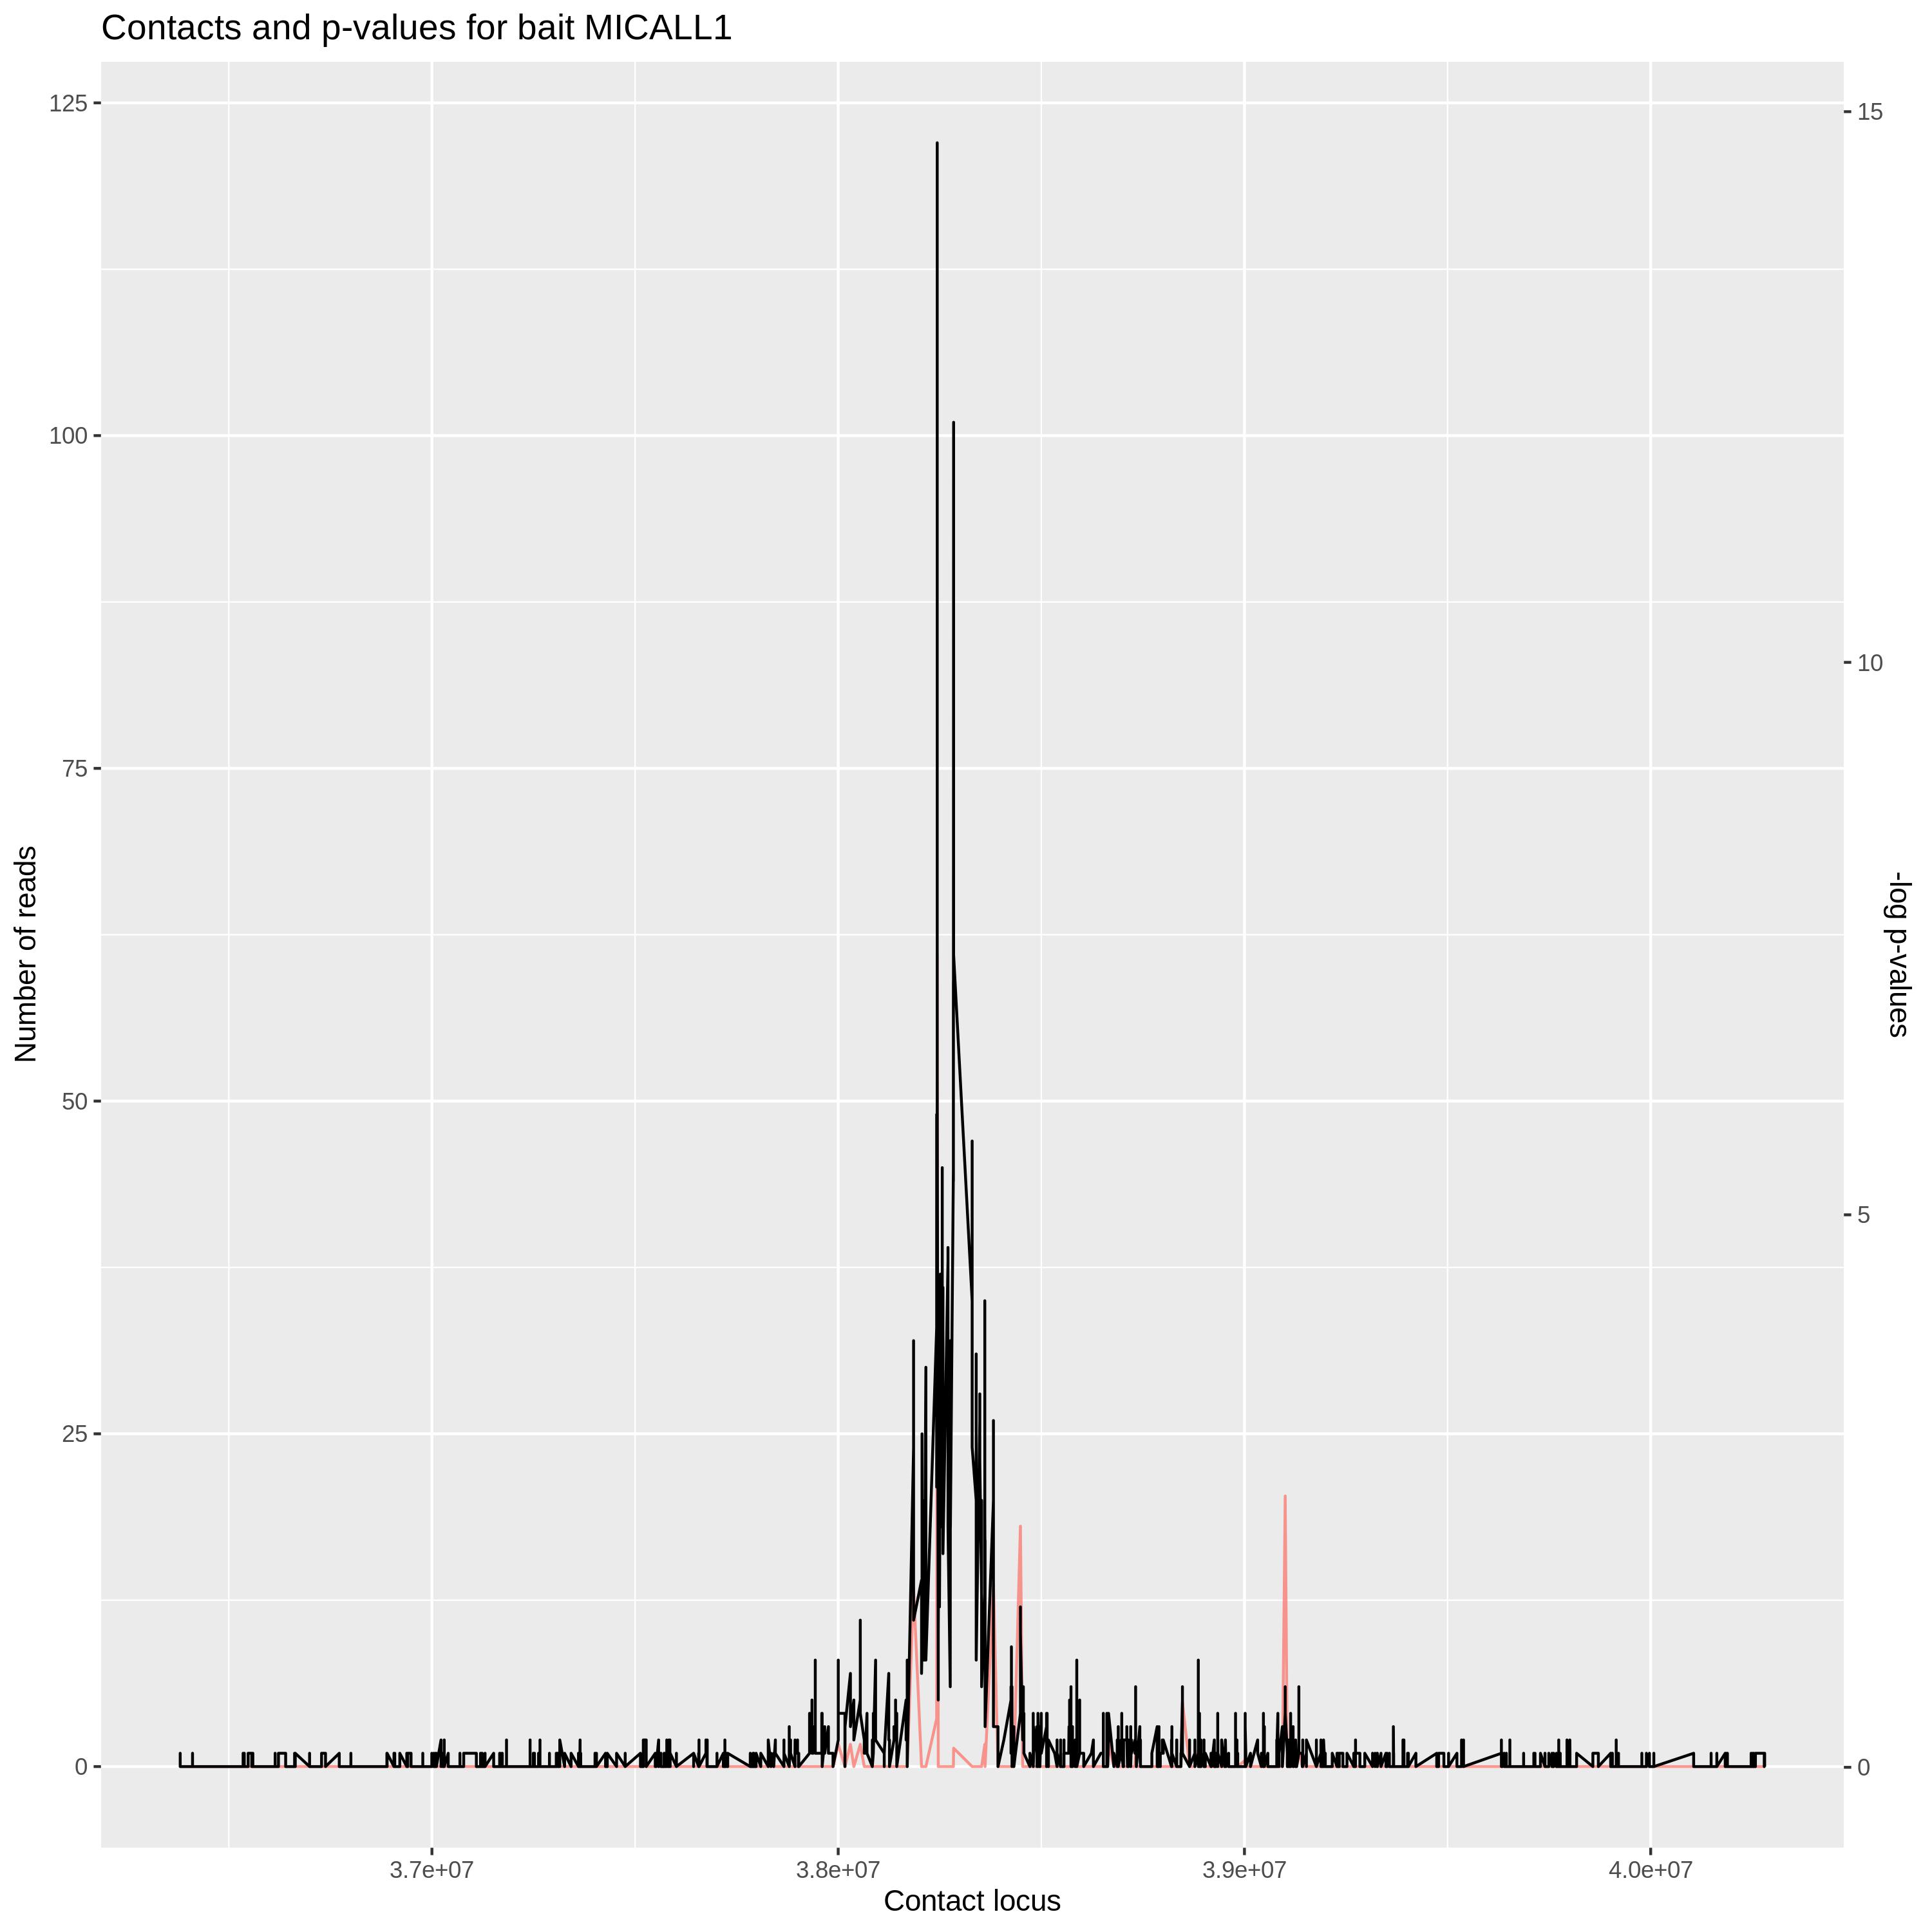 Contacts and p-values for bait MICALL1
125
100
75
50
25
0
Number of reads
15
10
5
0
-log p-values
3.7e+07
3.8e+07
3.9e+07
4.0e+07
Contact locus